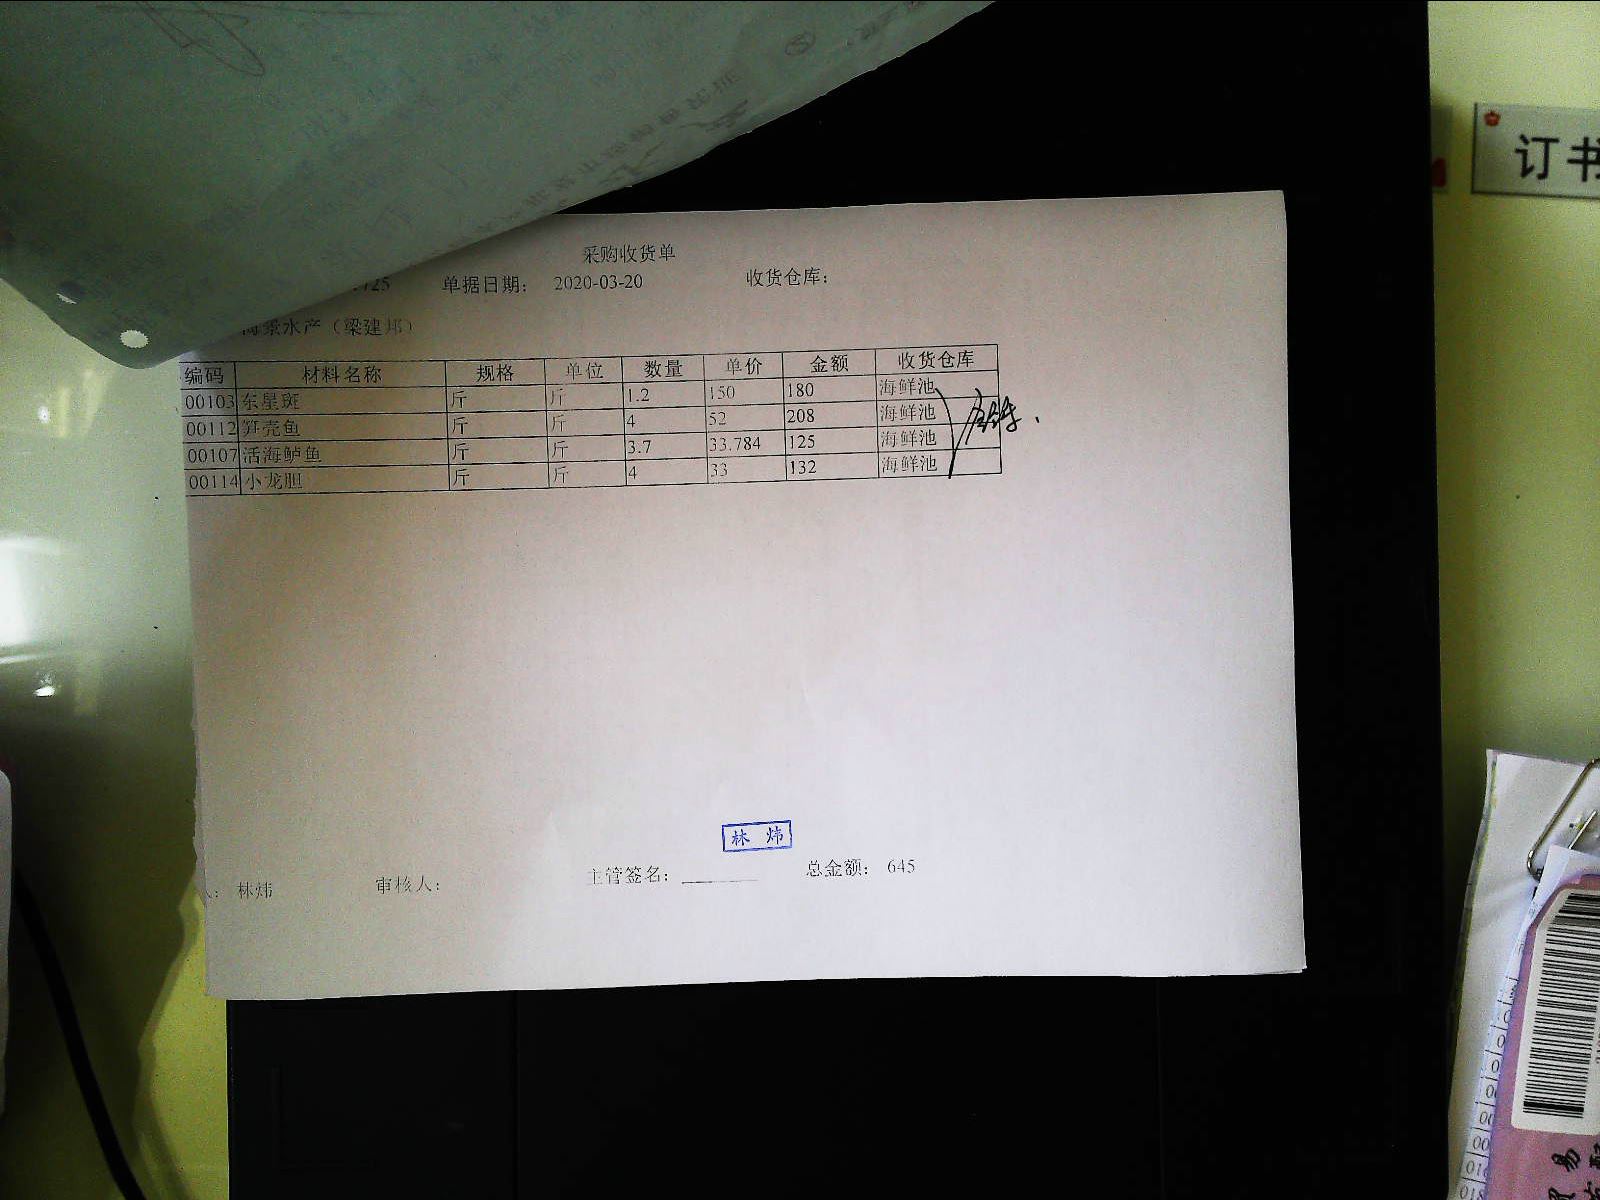 采购收货单
725 单据日期： 2020-03-20 收货仓库：
水产（梁建邦）
编码 材料名称 规格 单位 数量 单价 金额 收货仓库
00103 东星斑 斤 斤 1.2 150 180 海鲜池
00112 笋壳鱼 斤 斤 4 52 208 海鲜池
00107 活海鲈鱼 斤 斤 3.7 33.784 125 海鲜池
00114 小龙胆 斤 斤 4 33 132 海鲜池
林 炜
林炜 审核人： 主管签名： 总金额： 645
订书